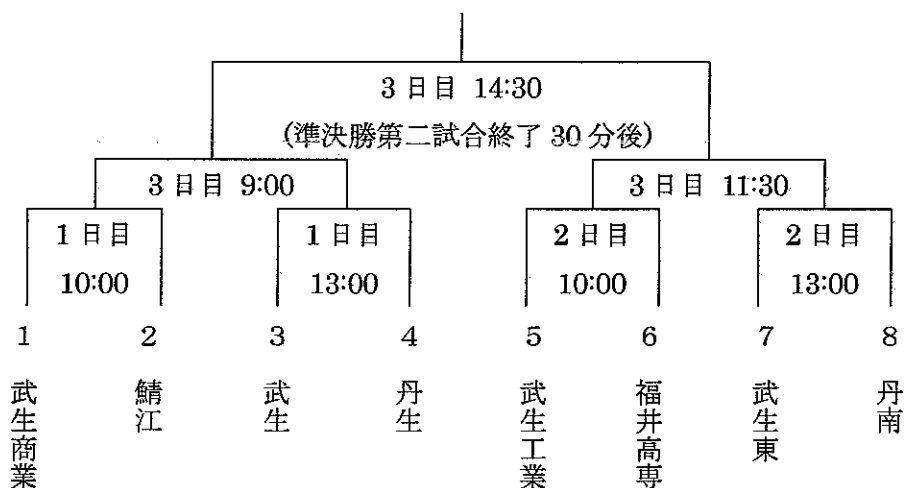 3日目 14:30
(準決勝第二試合終了30分後)
3日目 9:00
3日目 11:30
1日目
10:00
1日目
13:00
2日目
10:00
2日目
13:00
1 2 3 4 5 6 7 8
武生商業
鯖江
武生
丹生
武生工業
福井高専
武生東
丹南